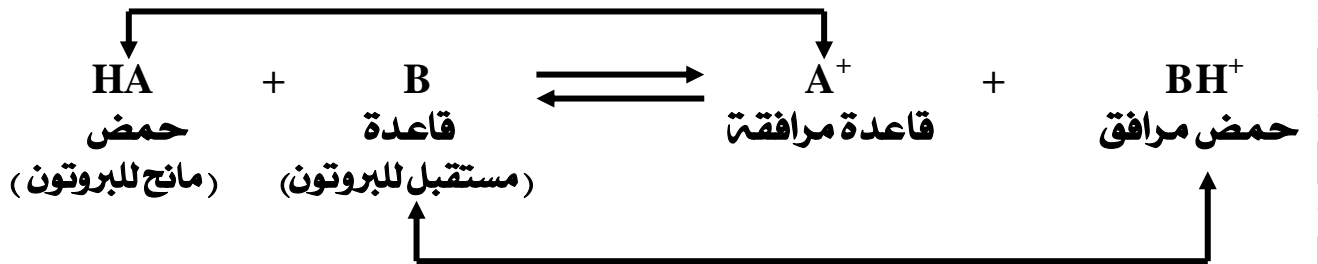 HA + B ⇌ A⁺ + BH⁺
حمض قاعدة قاعدة مرافقة حمض مرافق
(مانح للبروتون) (مستقبل للبروتون)